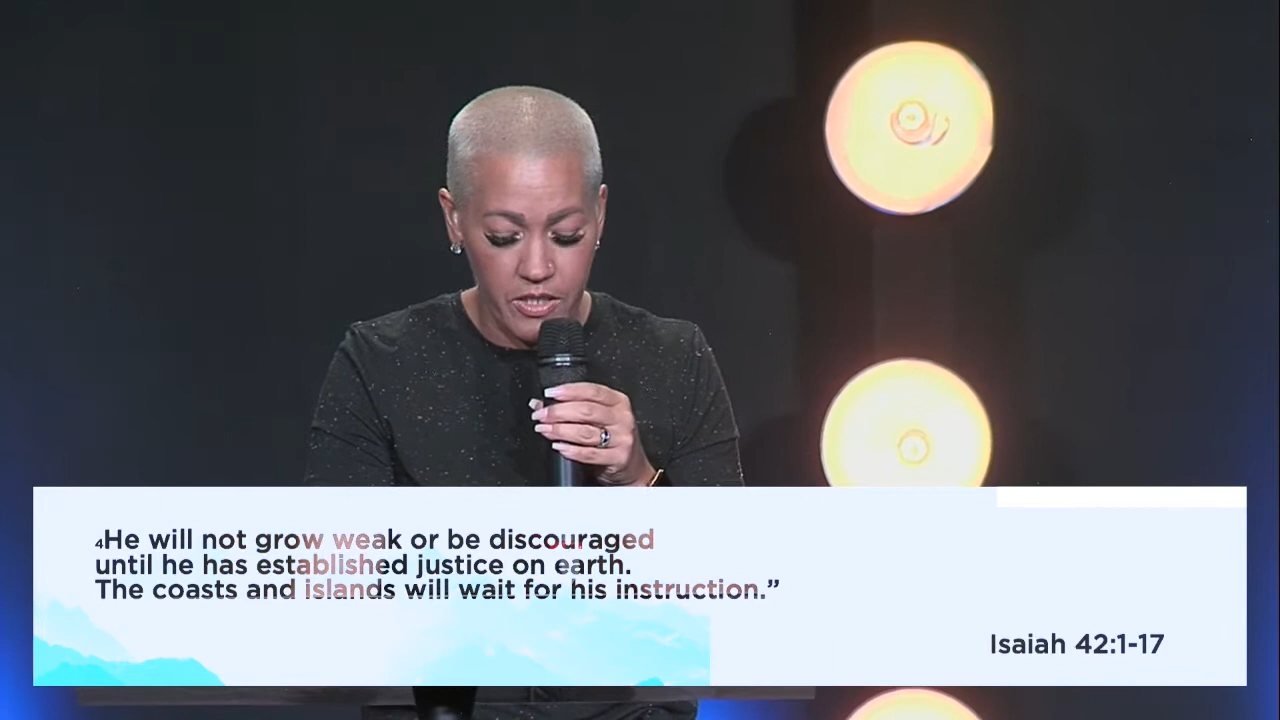 4He will not grow weak or be discouraged
until he has established justice on earth.
The coasts and islands will wait for his instruction.”
Isaiah 42:1-17